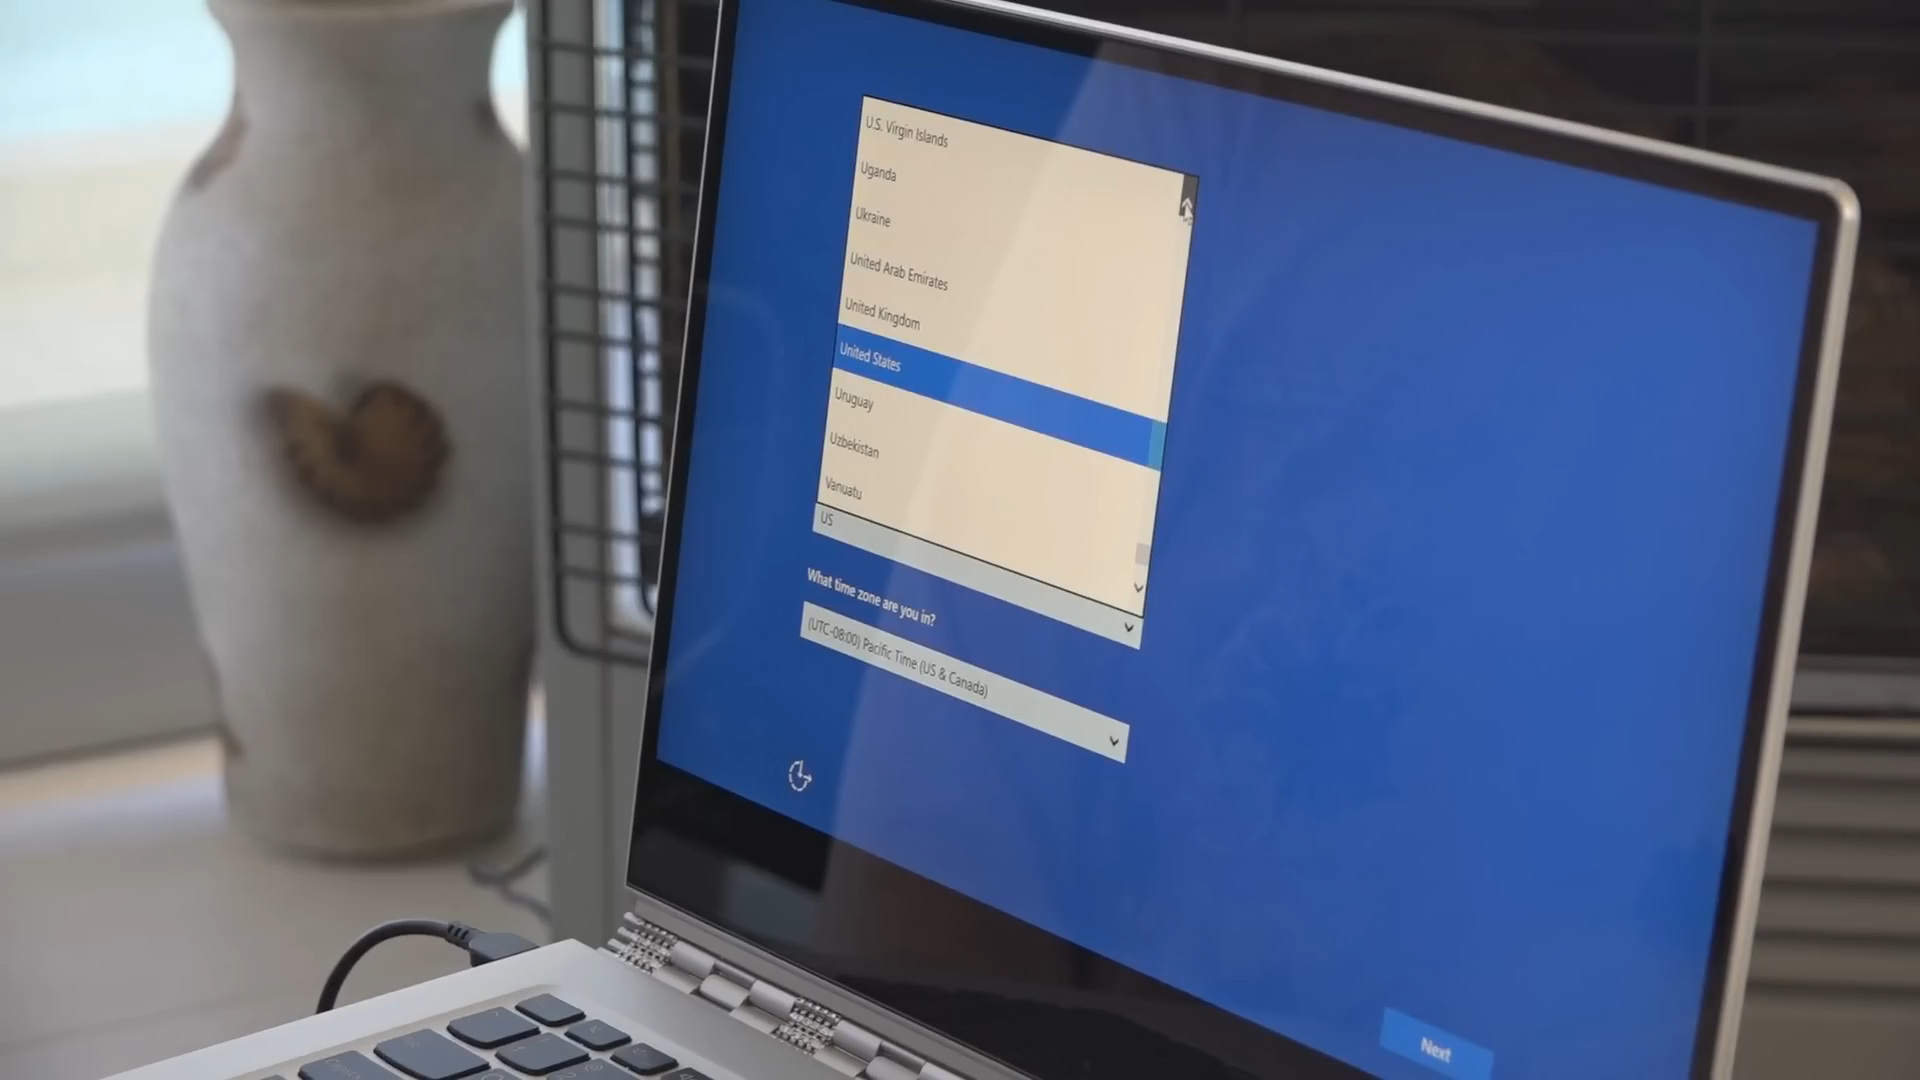 U.S. Virgin Islands
Uganda
Ukraine
United Arab Emirates
United Kingdom
United States
Uruguay
Uzbekistan
Vanuatu
US
What time zone are you in?
(UTC-08:00) Pacific Time (US & Canada)
Next